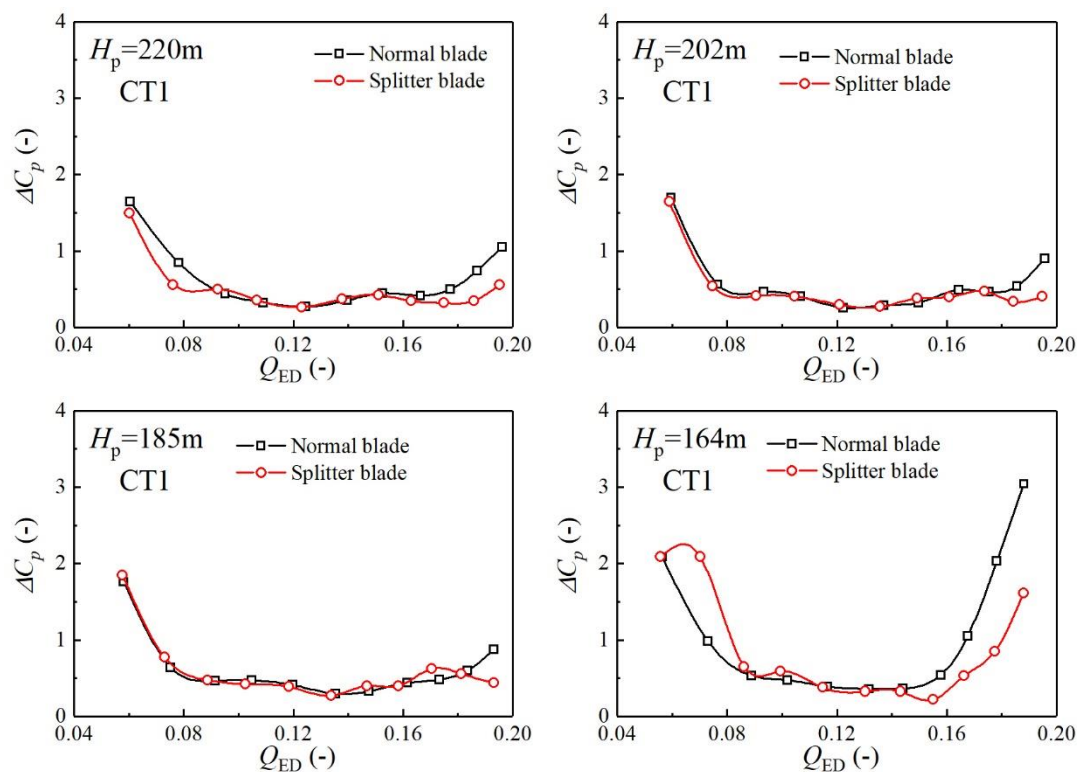 4
3
2
1
0
ΔCp (-)
Hp=220m
CT1
Normal blade
Splitter blade
0.04 0.08 0.12 0.16 0.20
QED (-)
4
3
2
1
0
ΔCp (-)
Hp=202m
CT1
Normal blade
Splitter blade
0.04 0.08 0.12 0.16 0.20
QED (-)
4
3
2
1
0
ΔCp (-)
Hp=185m
CT1
Normal blade
Splitter blade
0.04 0.08 0.12 0.16 0.20
QED (-)
4
3
2
1
0
ΔCp (-)
Hp=164m
CT1
Normal blade
Splitter blade
0.04 0.08 0.12 0.16 0.20
QED (-)